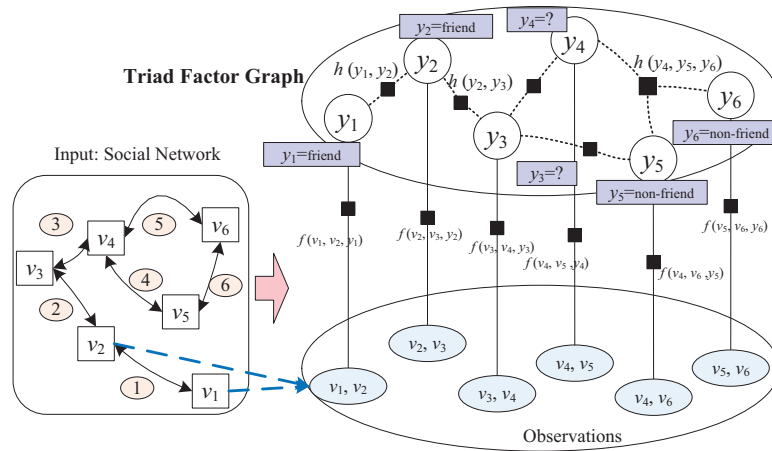 y2=friend
y4=?
y4
y2
h (y1, y2)
h (y2, y3)
h (y4, y5, y6)
Triad Factor Graph
y6
y1
y3
y6=non-friend
y5
Input: Social Network
y1=friend
y3=?
y5=non-friend
3
5
v4
v6
f (v1, v2, y1)
f (v2, v3, y2)
f (v3, v4, y3)
f (v4, v5 ,y4)
f (v4, v6 ,y5)
f (v5, v6, y6)
v3
4
6
2
v5
v2
v2, v3
v4, v5
v5, v6
1
v1
v1, v2
v3, v4
v4, v6
Observations